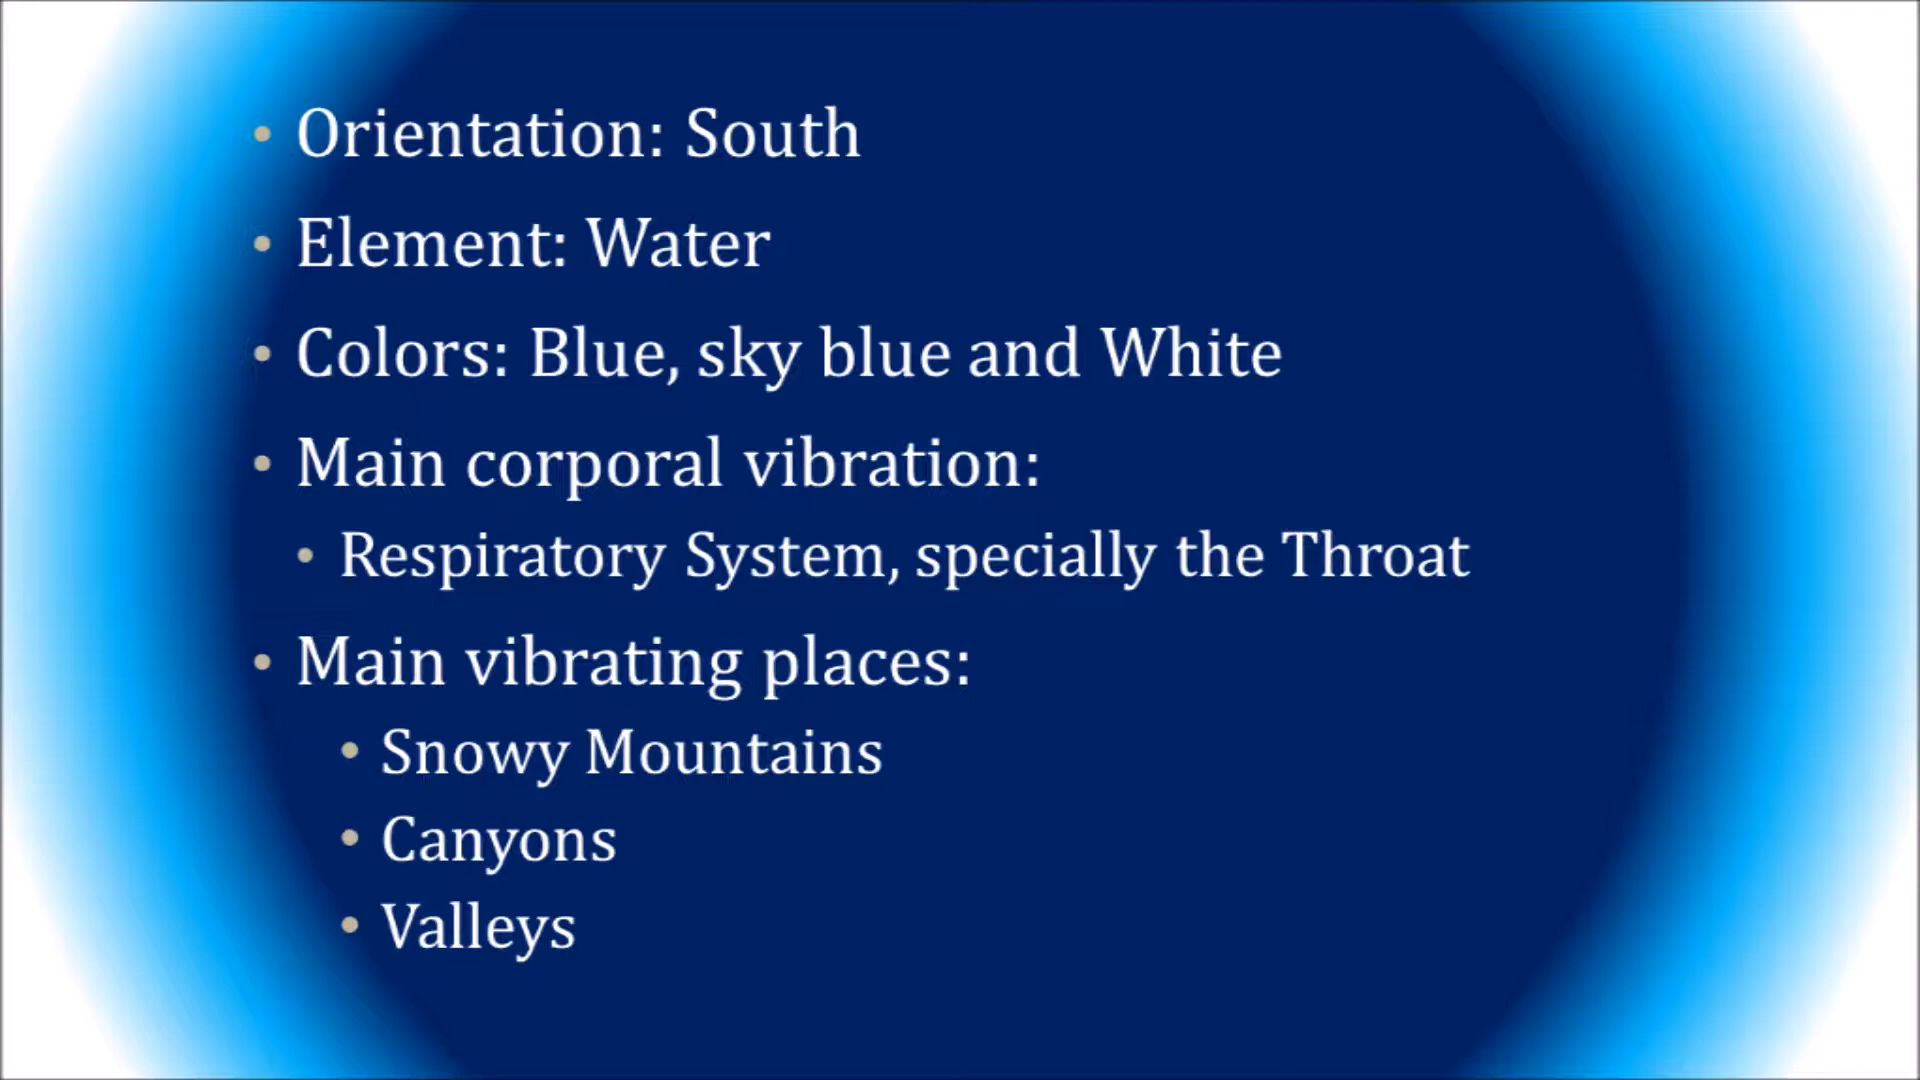 • Orientation: South
• Element: Water
• Colors: Blue, sky blue and White
• Main corporal vibration:
• Respiratory System, specially the Throat
• Main vibrating places:
• Snowy Mountains
• Canyons
• Valleys